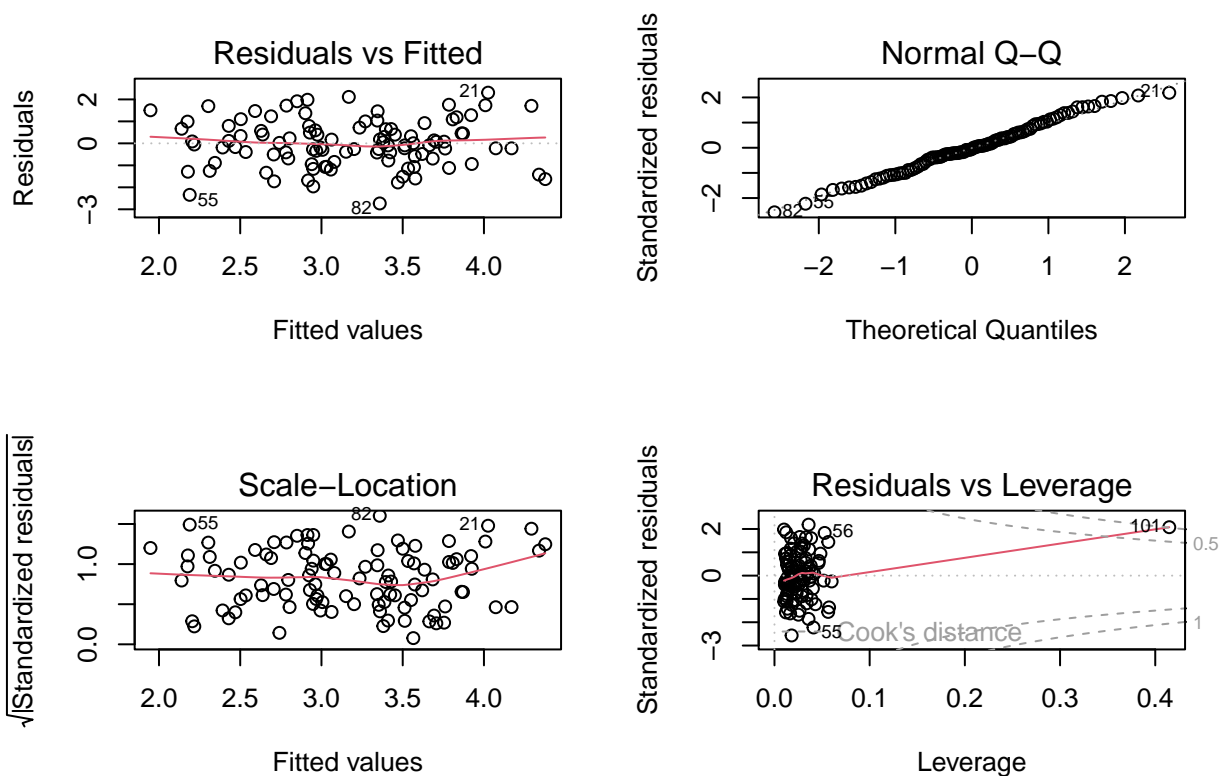 Residuals vs Fitted
Residuals
2
0
−3
21
55
82
2.0 2.5 3.0 3.5 4.0
Fitted values
Normal Q−Q
Standardized residuals
2
0
−2
21
55
82
−2 −1 0 1 2
Theoretical Quantiles
Scale−Location
√|Standardized residuals|
1.0
0.0
55
82
21
2.0 2.5 3.0 3.5 4.0
Fitted values
Residuals vs Leverage
Standardized residuals
2
0
−3
56
101
0.5
55
Cook's distance
1
0.0 0.1 0.2 0.3 0.4
Leverage